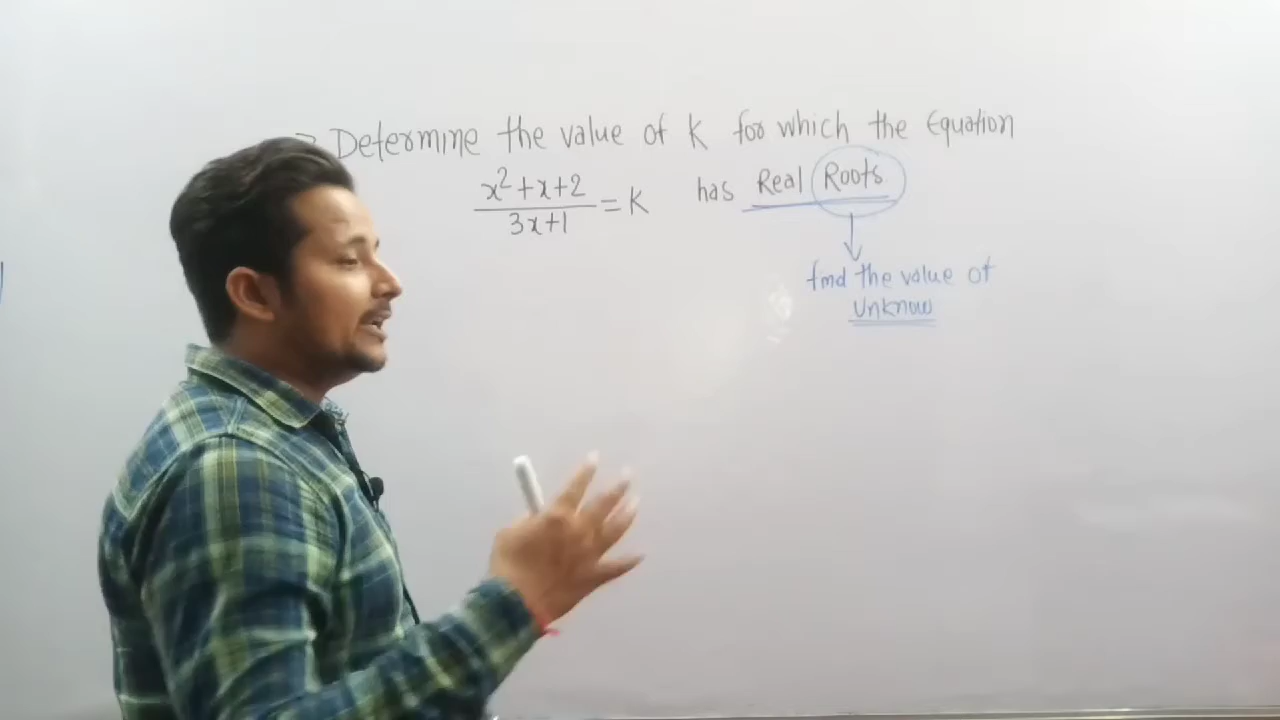 → Determine the value of K for which the Equation
x²+x+2 / 3x+1 = K has Real Roots
find the value of
Unknow